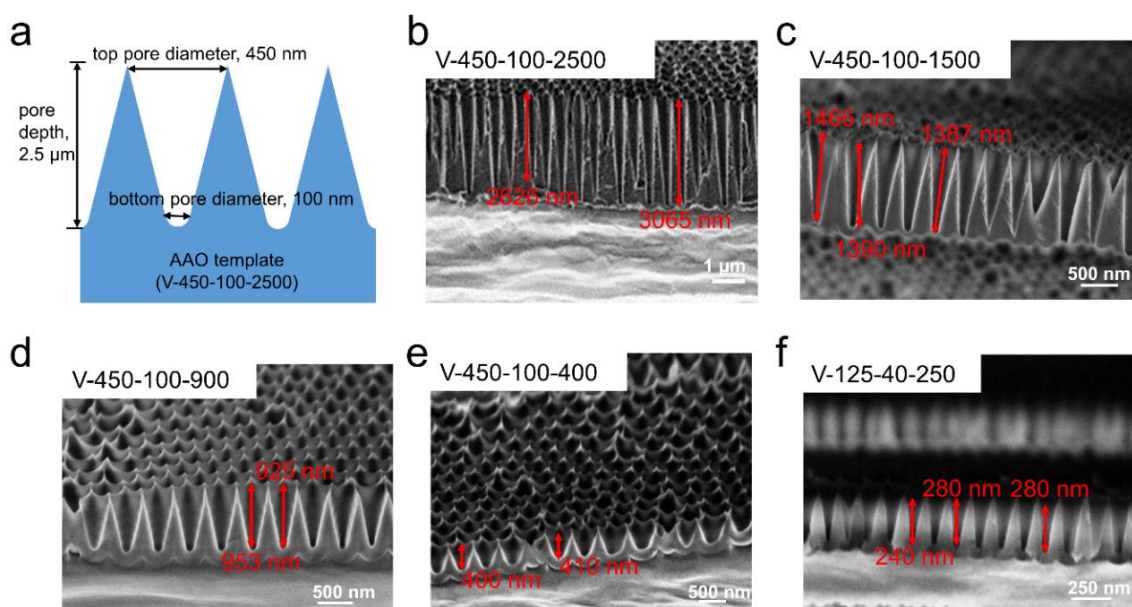 a
top pore diameter, 450 nm
pore
depth,
2.5 μm
bottom pore diameter, 100 nm
AAO template
(V-450-100-2500)
b
V-450-100-2500
2626 nm
3065 nm
1 μm
c
V-450-100-1500
1466 nm
1387 nm
1390 nm
500 nm
d
V-450-100-900
925 nm
953 nm
500 nm
e
V-450-100-400
400 nm
410 nm
500 nm
f
V-125-40-250
280 nm
280 nm
240 nm
250 nm